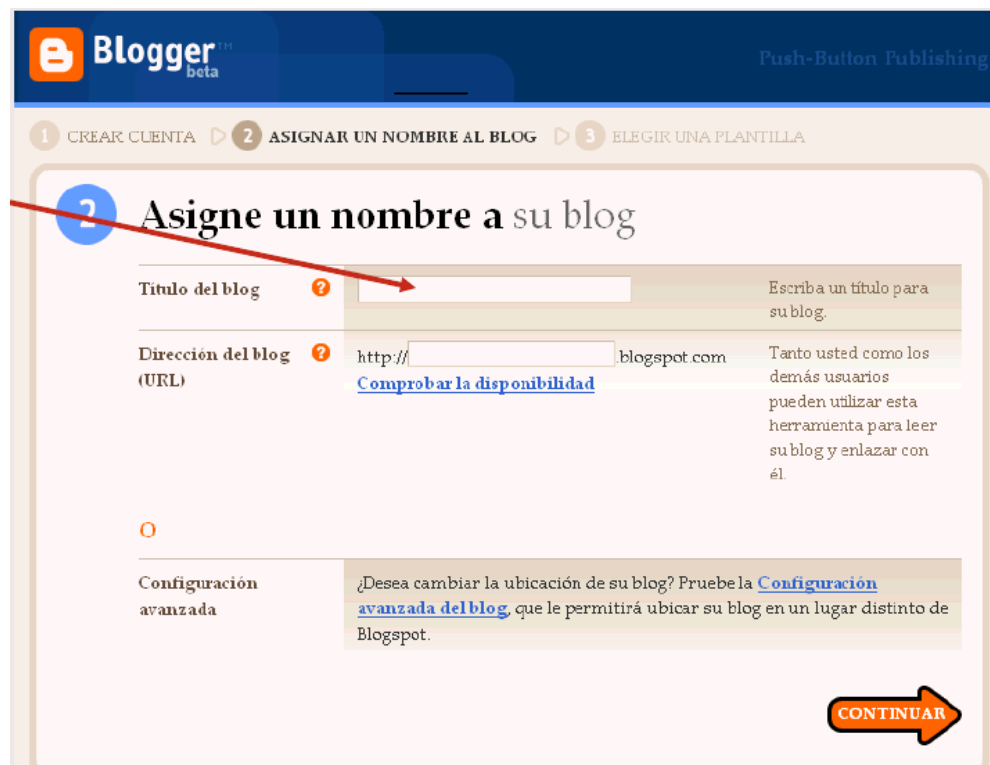 Blogger™
beta
Push-Button Publishing
1 CREAR CUENTA 2 ASIGNAR UN NOMBRE AL BLOG 3 ELEGIR UNA PLANTILLA
2 Asigne un nombre a su blog
Título del blog ? Escriba un título para
su blog.
Dirección del blog ? http:// .blogspot.com
(URL) Comprobar la disponibilidad
Tanto usted como los
demás usuarios
pueden utilizar esta
herramienta para leer
su blog y enlazar con
él.
O
Configuración
avanzada
¿Desea cambiar la ubicación de su blog? Pruebe la Configuración
avanzada del blog, que le permitirá ubicar su blog en un lugar distinto de
Blogspot.
CONTINUAR